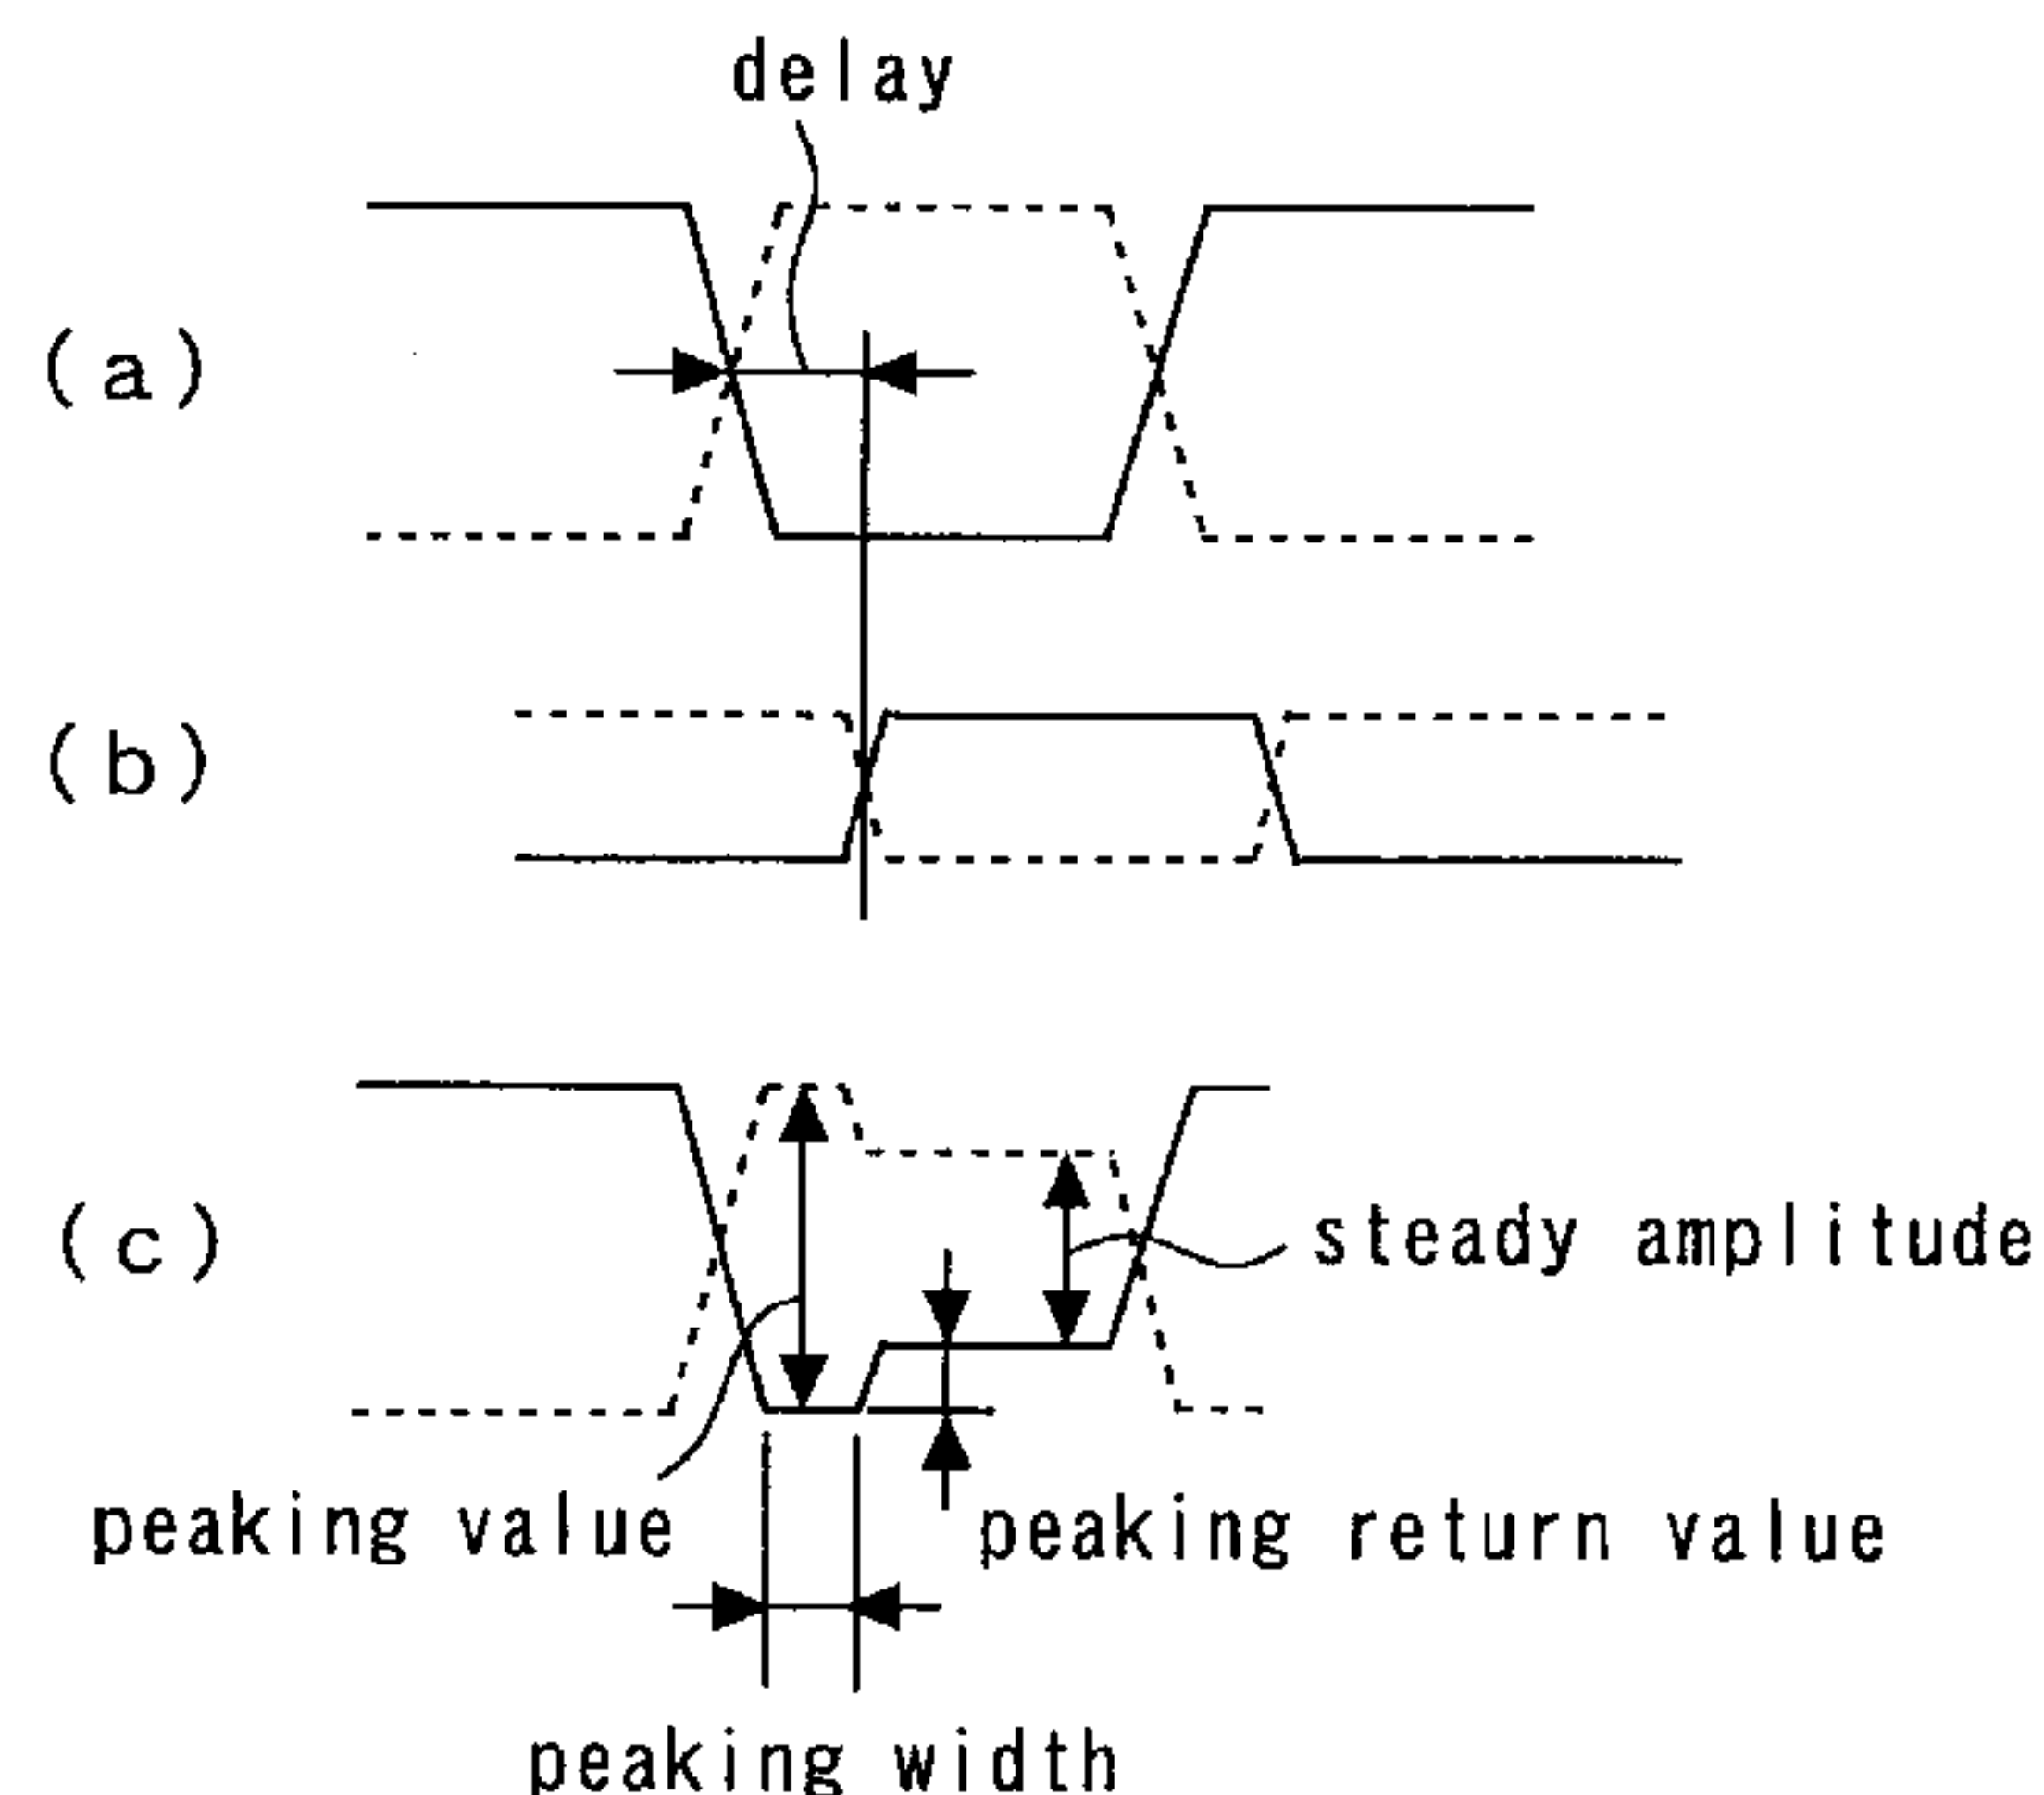 delay
(a)
(b)
(c)
steady amplitude
peaking value
peaking return value
peaking width